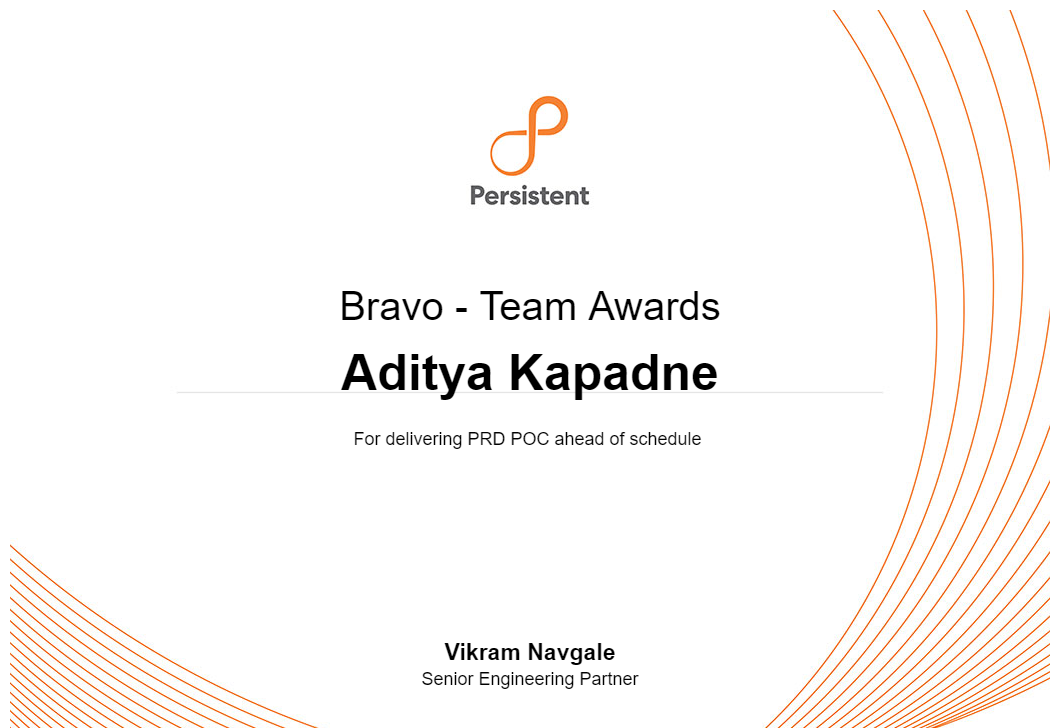 Persistent
Bravo - Team Awards
Aditya Kapadne
For delivering PRD POC ahead of schedule
Vikram Navgale
Senior Engineering Partner